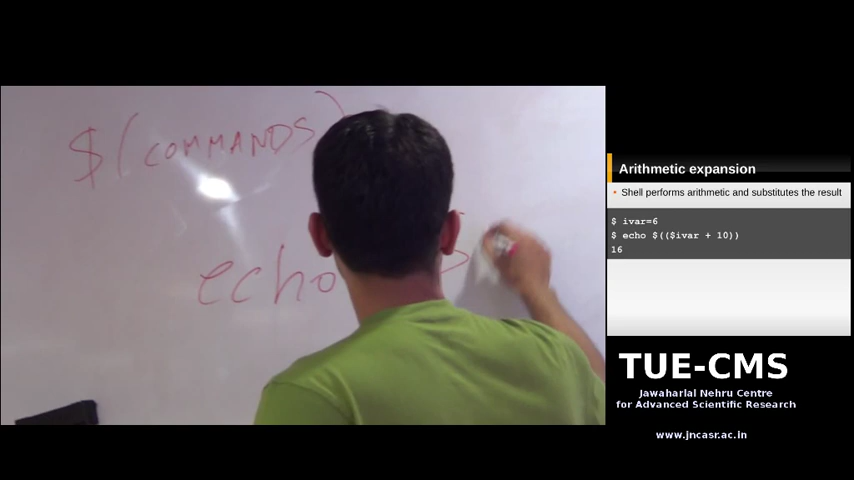 $(COMMANDS)
echo
Arithmetic expansion
• Shell performs arithmetic and substitutes the result
$ ivar=6
$ echo $(($ivar + 10))
16
TUE-CMS
Jawaharlal Nehru Centre
for Advanced Scientific Research
www.jncasr.ac.in